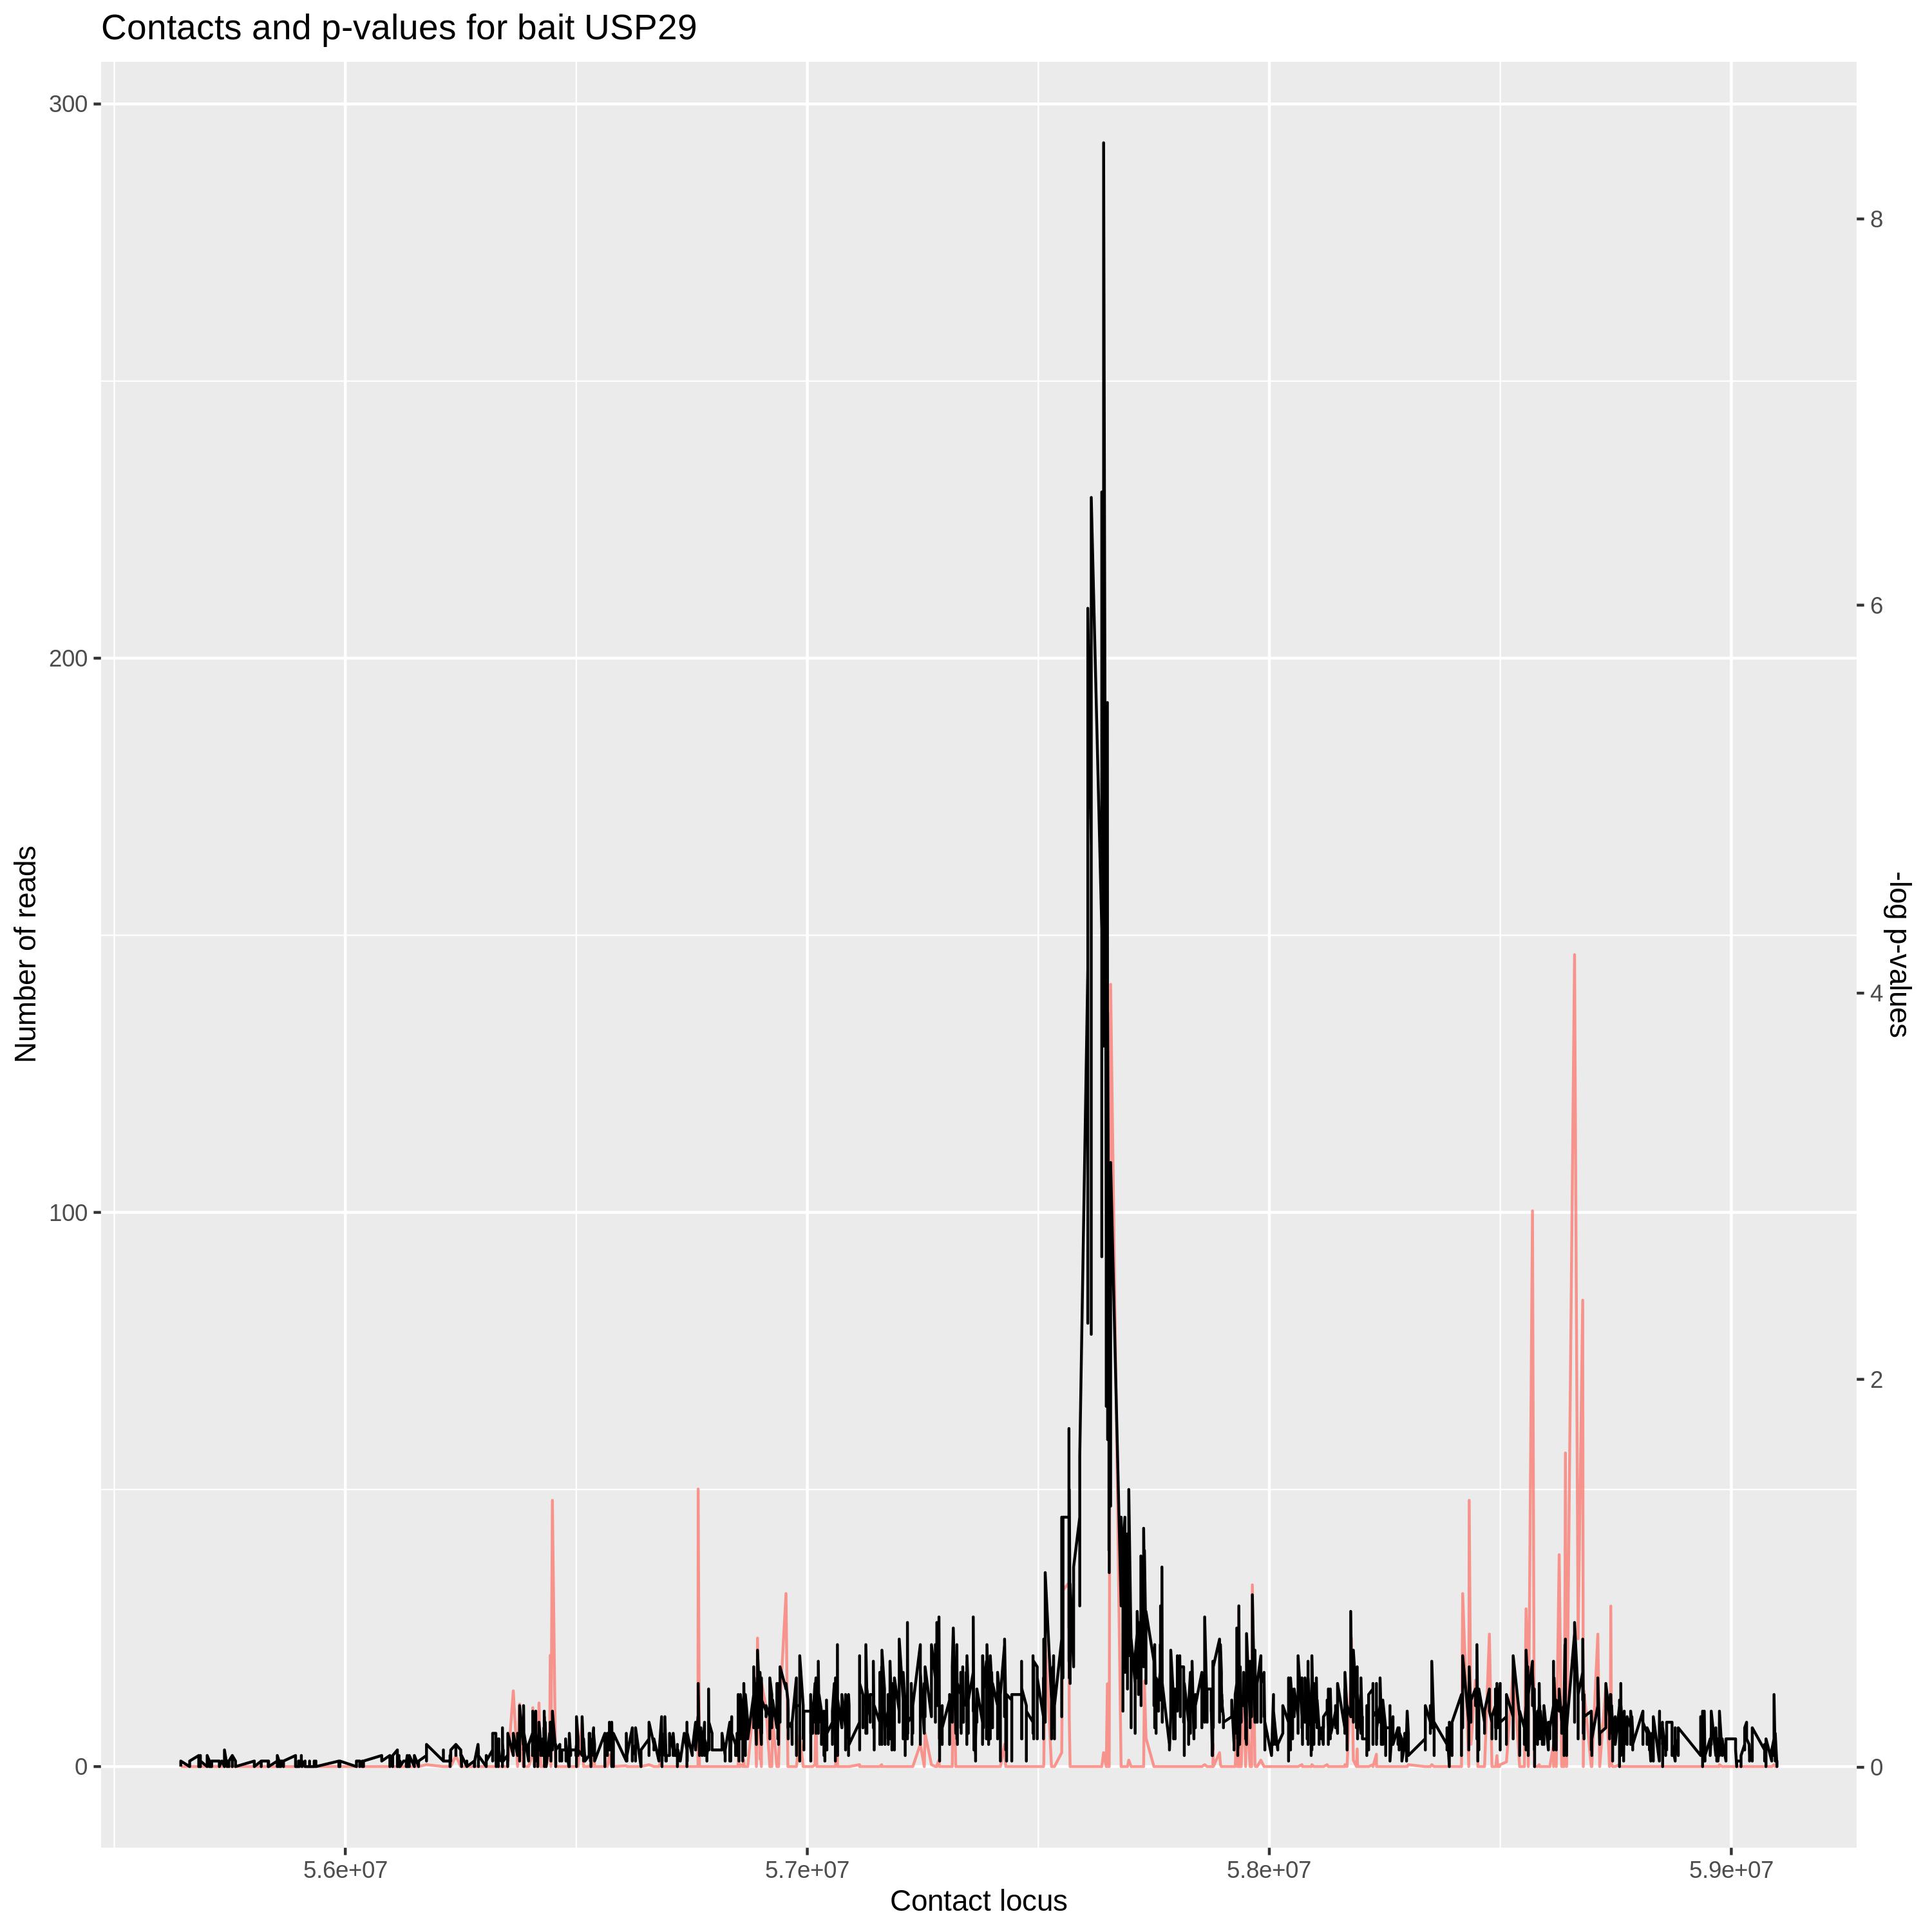 Contacts and p-values for bait USP29
300
200
100
0
Number of reads
8
6
4
2
0
-log p-values
5.6e+07
5.7e+07
5.8e+07
5.9e+07
Contact locus